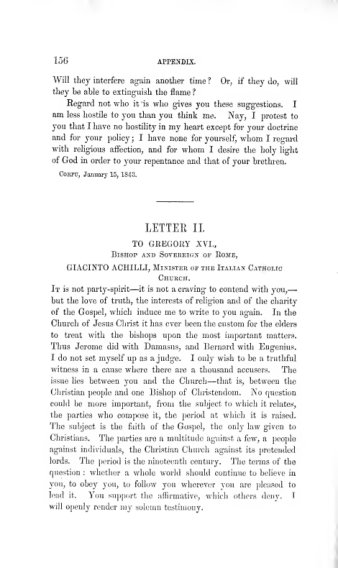 156 APPENDIX.
Will they interfere again another time? Or, if they do, will
they be able to extinguish the flame?
Regard not who it is who gives you these suggestions. I
am less hostile to you than you think me. Nay, I protest to
you that I have no hostility in my heart except for your doctrine
and for your policy; I have none for yourself, whom I regard
with religious affection, and for whom I desire the holy light
of God in order to your repentance and that of your brethren.
CORFU, January 15, 1843.
LETTER II.
TO GREGORY XVI.,
BISHOP AND SOVEREIGN OF ROME,
GIACINTO ACHILLI, MINISTER OF THE ITALIAN CATHOLIC
CHURCH.
IT is not party-spirit—it is not a craving to contend with you,—
but the love of truth, the interests of religion and of the charity
of the Gospel, which induce me to write to you again. In the
Church of Jesus Christ it has ever been the custom for the elders
to treat with the bishops upon the most important matters.
Thus Jerome did with Damasus, and Bernard with Eugenius.
I do not set myself up as a judge. I only wish to be a truthful
witness in a cause where there are a thousand accusers. The
issue lies between you and the Church—that is, between the
Christian people and one Bishop of Christendom. No question
could be more important, from the subject to which it relates,
the parties who compose it, the period at which it is raised.
The subject is the faith of the Gospel, the only law given to
Christians. The parties are a multitude against a few, a people
against individuals, the Christian Church against its pretended
lords. The period is the nineteenth century. The terms of the
question: whether a whole world should continue to believe in
you, to obey you, to follow you wherever you are pleased to
lead it. You support the affirmative, which others deny. I
will openly render my solemn testimony.